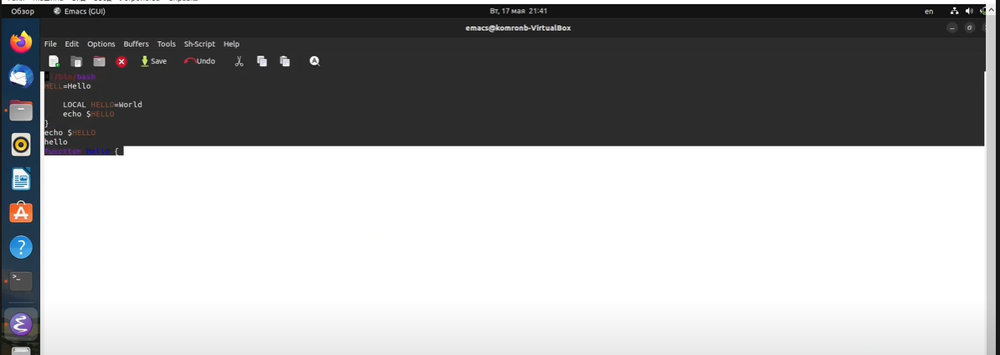 Обзор
Emacs (GUI)
Вт, 17 мая 21:41
en
emacs@komronb-VirtualBox
File Edit Options Buffers Tools Sh-Script Help
Save Undo
#!/bin/bash
HELL=Hello
LOCAL HELLO=World
echo $HELLO
}
echo $HELLO
hello
function hello {